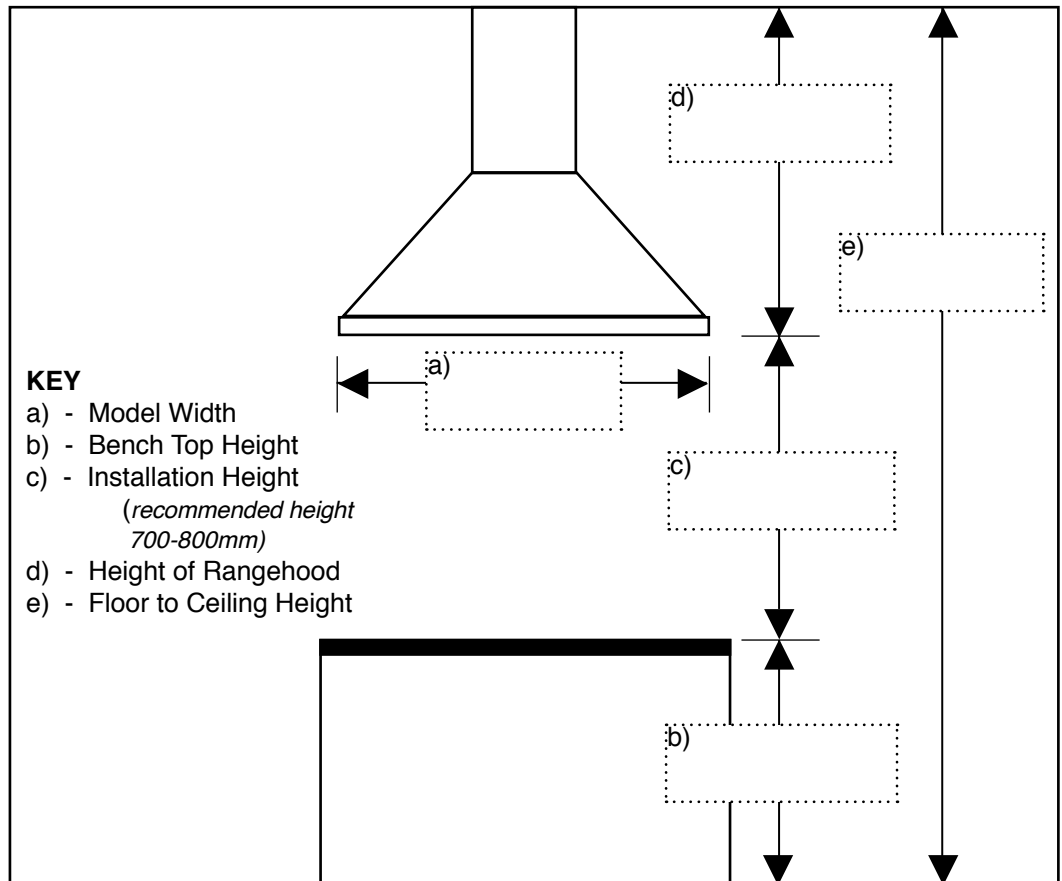 d)
e)
a)
KEY
a) - Model Width
b) - Bench Top Height
c) - Installation Height
(recommended height
700-800mm)
d) - Height of Rangehood
e) - Floor to Ceiling Height
c)
b)